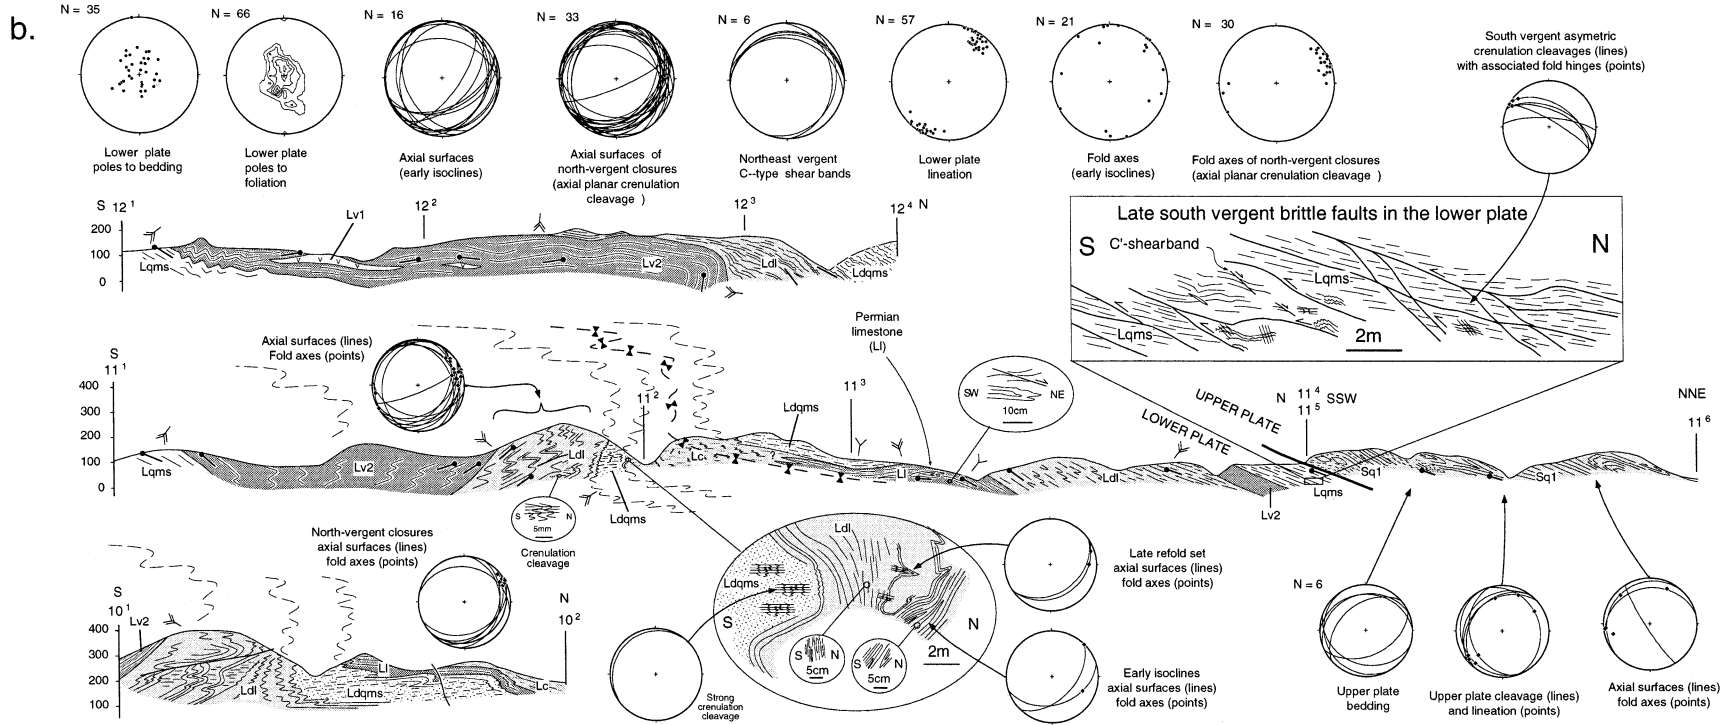 b.
N = 35
N = 66
N = 16
N = 33
N = 6
N = 57
N = 21
N = 30
South vergent asymetric
crenulation cleavages (lines)
with associated fold hinges (points)
Lower plate
poles to bedding
Lower plate
poles to
foliation
Axial surfaces
(early isoclines)
Axial surfaces of
north-vergent closures
(axial planar crenulation
cleavage )
Northeast vergent
C--type shear bands
Lower plate
lineation
Fold axes
(early isoclines)
Fold axes of north-vergent closures
(axial planar crenulation cleavage )
S 12 1
Lv1
12 2
12 3
12 4 N
200
100
0
Lqms
Lv2
Ldl
Ldqms
Late south vergent brittle faults in the lower plate
S
C'-shearband
N
Lqms
Lqms
2m
Axial surfaces (lines)
Fold axes (points)
Permian
limestone
(Ll)
S
11 1
400
300
200
100
0
11 2
11 3
SW
NE
10cm
UPPER PLATE
LOWER PLATE
N 11 4 SSW
11 5
NNE
11 6
Lqms
Lv2
Ldl
Ldqms
Lc
?
Ldqms
Ll
Ldl
Lv2
Lqms
Sq1
Sq1
S
N
5mm
Crenulation
cleavage
North-vergent closures
axial surfaces (lines)
fold axes (points)
S
10 1
Lv2
400
300
200
100
N
10 2
Ldl
Ldqms
Ll
Lc
Ldl
Ldqms
S
N
S
N
5cm
S
N
5cm
2m
Strong
crenulation
cleavage
Late refold set
axial surfaces (lines)
fold axes (points)
Early isoclines
axial surfaces (lines)
fold axes (points)
N = 6
Upper plate
bedding
Upper plate cleavage (lines)
and lineation (points)
Axial surfaces (lines)
fold axes (points)